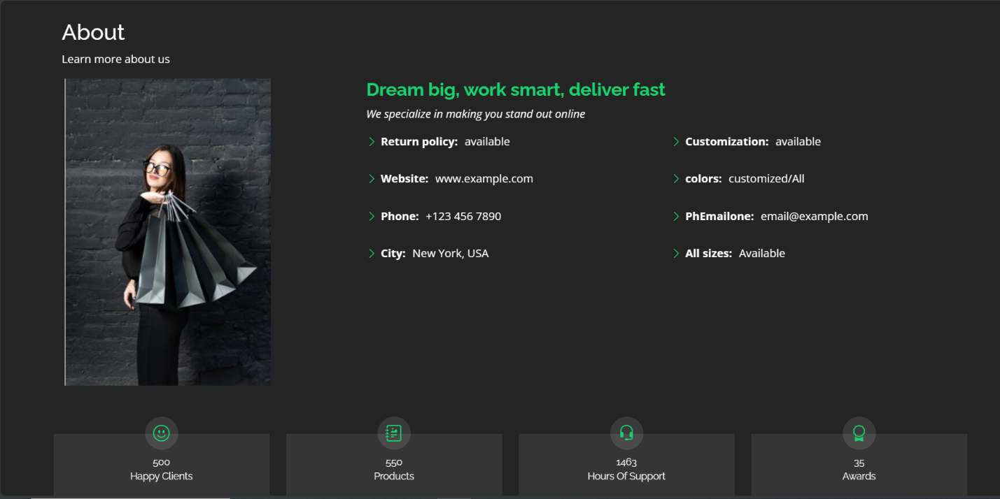 About
Learn more about us
Dream big, work smart, deliver fast
We specialize in making you stand out online
Return policy: available
Customization: available
Website: www.example.com
colors: customized/All
Phone: +123 456 7890
PhEmailone: email@example.com
City: New York, USA
All sizes: Available
500
Happy Clients
550
Products
1463
Hours Of Support
35
Awards